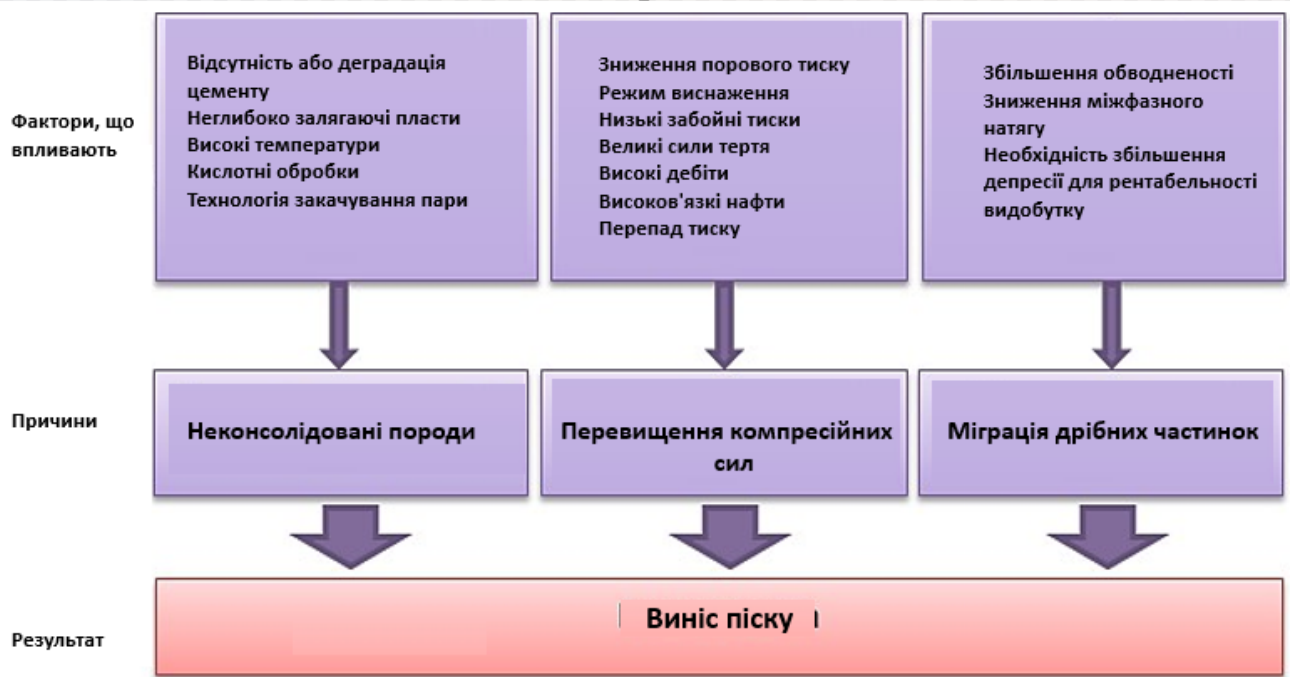 Фактори, що
впливають
Відсутність або деградація
цементу
Неглибоко залягаючі пласти
Високі температури
Кислотні обробки
Технологія закачування пари
Зниження порового тиску
Режим виснаження
Низькі забойні тиски
Великі сили тертя
Високі дебіти
Високов'язкі нафти
Перепад тиску
Збільшення обводненості
Зниження міжфазного
натягу
Необхідність збільшення
депресії для рентабельності
видобутку
Причини
Неконсолідовані породи
Перевищення компресійних
сил
Міграція дрібних частинок
Результат
Виніс піску